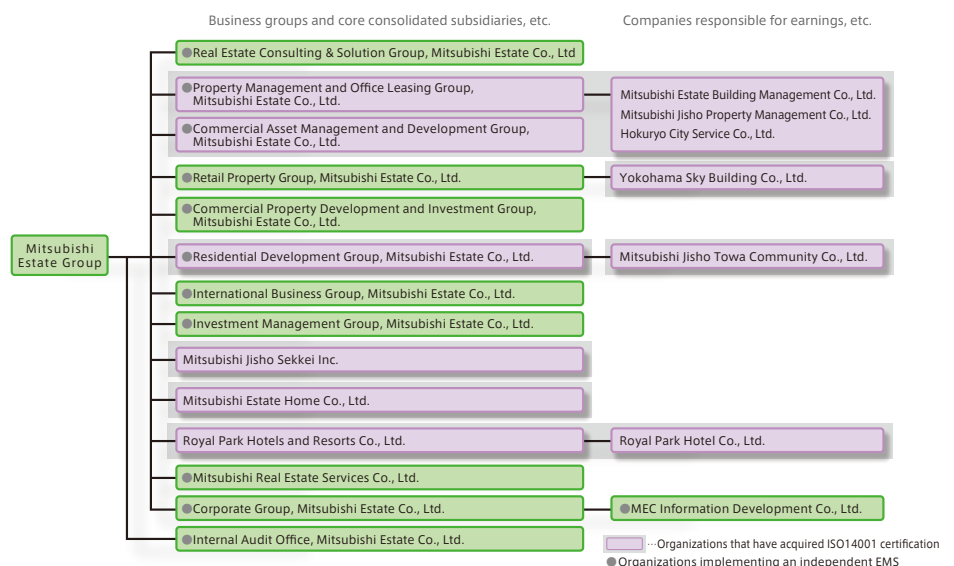 Business groups and core consolidated subsidiaries, etc.
Companies responsible for earnings, etc.
Mitsubishi
Estate Group
●Real Estate Consulting & Solution Group, Mitsubishi Estate Co., Ltd
●Property Management and Office Leasing Group,
Mitsubishi Estate Co., Ltd.
Mitsubishi Estate Building Management Co., Ltd.
Mitsubishi Jisho Property Management Co., Ltd.
Hokuryo City Service Co., Ltd.
●Commercial Asset Management and Development Group,
Mitsubishi Estate Co., Ltd.
●Retail Property Group, Mitsubishi Estate Co., Ltd.
Yokohama Sky Building Co., Ltd.
●Commercial Property Development and Investment Group,
Mitsubishi Estate Co., Ltd.
●Residential Development Group, Mitsubishi Estate Co., Ltd.
Mitsubishi Jisho Towa Community Co., Ltd.
●International Business Group, Mitsubishi Estate Co., Ltd.
●Investment Management Group, Mitsubishi Estate Co., Ltd.
Mitsubishi Jisho Sekkei Inc.
Mitsubishi Estate Home Co., Ltd.
Royal Park Hotels and Resorts Co., Ltd.
Royal Park Hotel Co., Ltd.
●Mitsubishi Real Estate Services Co., Ltd.
●Corporate Group, Mitsubishi Estate Co., Ltd.
●MEC Information Development Co., Ltd.
●Internal Audit Office, Mitsubishi Estate Co., Ltd.
···Organizations that have acquired ISO14001 certification
●Organizations implementing an independent EMS